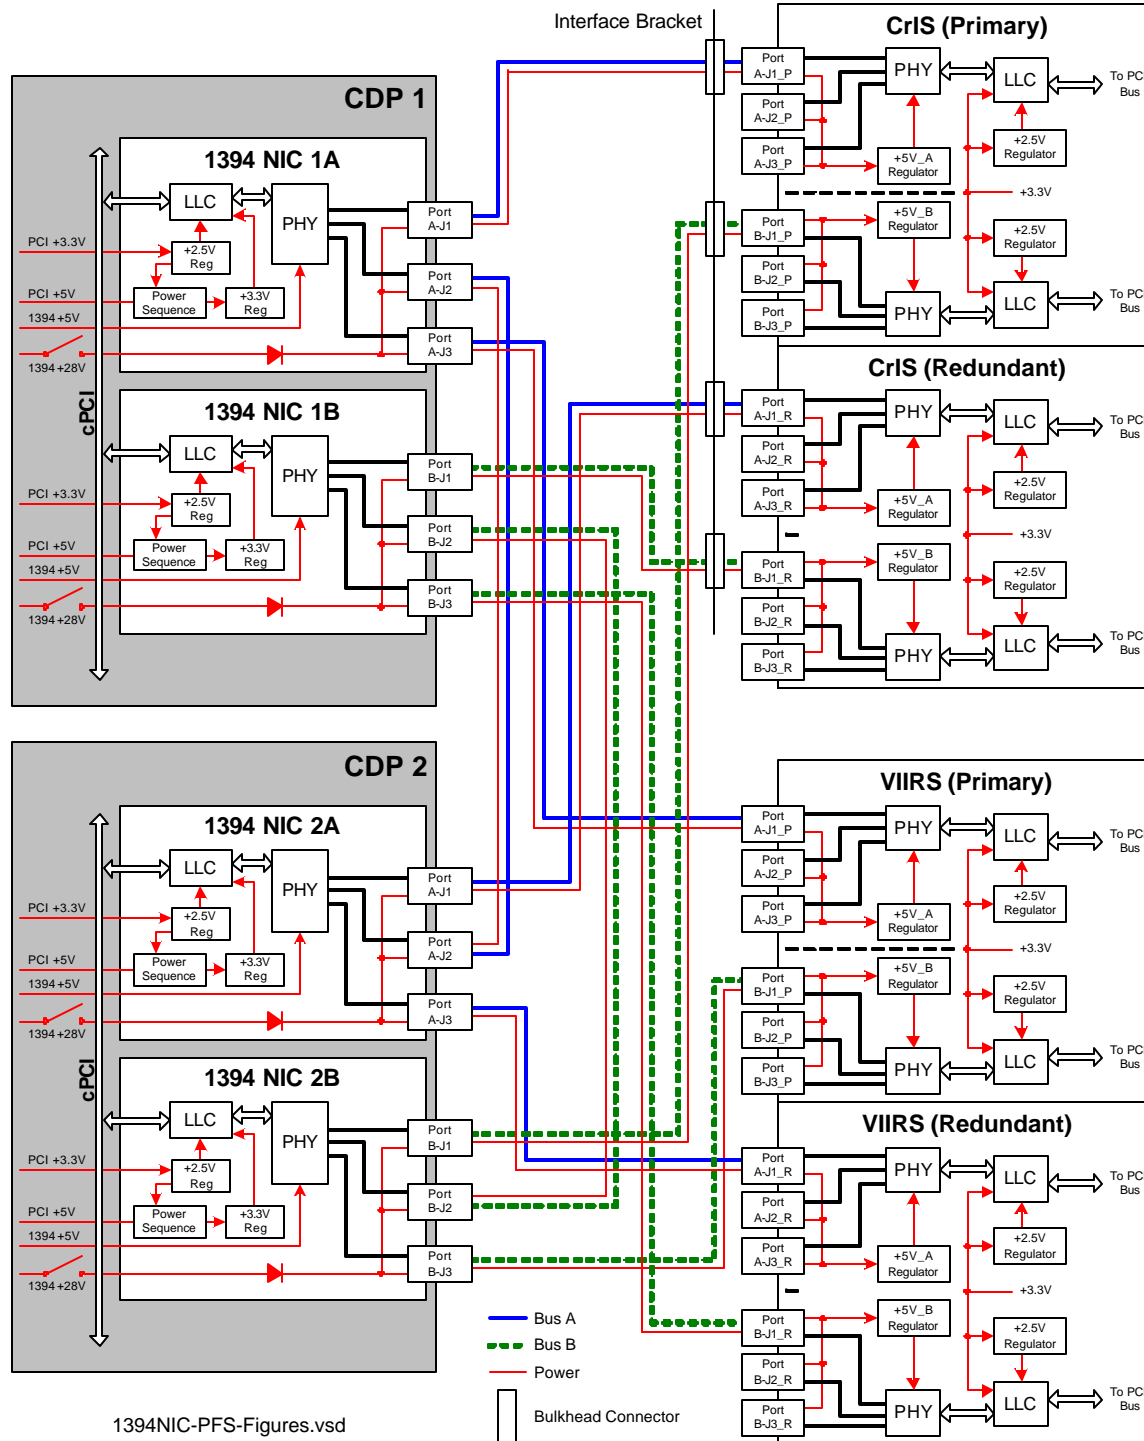 Interface Bracket
CDP 1
1394 NIC 1A
LLC
PHY
+2.5V
Reg
Power
Sequence
+3.3V
Reg
PCI +3.3V
PCI +5V
1394+5V
1394+28V
cPCI
Port
A-J1
Port
A-J2
Port
A-J3
1394 NIC 1B
LLC
PHY
+2.5V
Reg
Power
Sequence
+3.3V
Reg
PCI +3.3V
PCI +5V
1394+5V
1394+28V
Port
B-J1
Port
B-J2
Port
B-J3
CDP 2
1394 NIC 2A
LLC
PHY
+2.5V
Reg
Power
Sequence
+3.3V
Reg
PCI +3.3V
PCI +5V
1394+5V
1394+28V
cPCI
Port
A-J1
Port
A-J2
Port
A-J3
1394 NIC 2B
LLC
PHY
+2.5V
Reg
Power
Sequence
+3.3V
Reg
PCI +3.3V
PCI +5V
1394+5V
1394+28V
Port
B-J1
Port
B-J2
Port
B-J3
CrIS (Primary)
Port
A-J1_P
Port
A-J2_P
Port
A-J3_P
PHY
LLC
To PCI
Bus
+5V_A
Regulator
+2.5V
Regulator
+3.3V
Port
B-J1_P
Port
B-J2_P
Port
B-J3_P
+5V_B
Regulator
+2.5V
Regulator
PHY
LLC
To PCI
Bus
CrIS (Redundant)
Port
A-J1_R
Port
A-J2_R
Port
A-J3_R
PHY
LLC
To PCI
Bus
+5V_A
Regulator
+2.5V
Regulator
+3.3V
Port
B-J1_R
Port
B-J2_R
Port
B-J3_R
+5V_B
Regulator
+2.5V
Regulator
PHY
LLC
To PCI
Bus
VIIRS (Primary)
Port
A-J1_P
Port
A-J2_P
Port
A-J3_P
PHY
LLC
To PCI
Bus
+5V_A
Regulator
+2.5V
Regulator
+3.3V
Port
B-J1_P
Port
B-J2_P
Port
B-J3_P
+5V_B
Regulator
+2.5V
Regulator
PHY
LLC
To PCI
Bus
VIIRS (Redundant)
Port
A-J1_R
Port
A-J2_R
Port
A-J3_R
PHY
LLC
To PCI
Bus
+5V_A
Regulator
+2.5V
Regulator
+3.3V
Port
B-J1_R
Port
B-J2_R
Port
B-J3_R
+5V_B
Regulator
+2.5V
Regulator
PHY
LLC
To PCI
Bus
Bus A
Bus B
Power
Bulkhead Connector
1394NIC-PFS-Figures.vsd